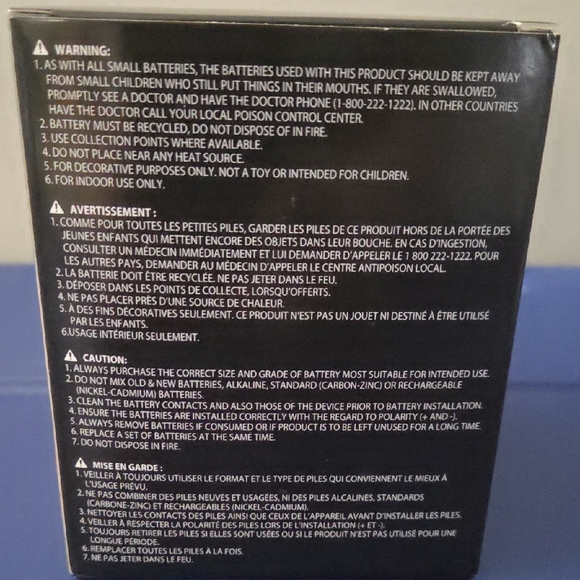 WARNING:
1. AS WITH ALL SMALL BATTERIES, THE BATTERIES USED WITH THIS PRODUCT SHOULD BE KEPT AWAY
FROM SMALL CHILDREN WHO STILL PUT THINGS IN THEIR MOUTHS. IF THEY ARE SWALLOWED,
PROMPTLY SEE A DOCTOR AND HAVE THE DOCTOR PHONE (1-800-222-1222). IN OTHER COUNTRIES
HAVE THE DOCTOR CALL YOUR LOCAL POISON CONTROL CENTER.
2. BATTERY MUST BE RECYCLED, DO NOT DISPOSE OF IN FIRE.
3. USE COLLECTION POINTS WHERE AVAILABLE.
4. DO NOT PLACE NEAR ANY HEAT SOURCE.
5. FOR DECORATIVE PURPOSES ONLY. NOT A TOY OR INTENDED FOR CHILDREN.
6. FOR INDOOR USE ONLY.
AVERTISSEMENT :
1. COMME POUR TOUTES LES PETITES PILES, GARDER LES PILES DE CE PRODUIT HORS DE LA PORTÉE DES
JEUNES ENFANTS QUI METTENT ENCORE DES OBJETS DANS LEUR BOUCHE. EN CAS D'INGESTION,
CONSULTER UN MÉDECIN IMMÉDIATEMENT ET LUI DEMANDER D'APPELER LE 1 800 222-1222. POUR
LES AUTRES PAYS, DEMANDER AU MÉDECIN D'APPELER LE CENTRE ANTIPOISON LOCAL.
2. LA BATTERIE DOIT ÊTRE RECYCLÉE. NE PAS JETER DANS LE FEU.
3. DÉPOSER DANS LES POINTS DE COLLECTE, LORSQU'OFFERTS.
4. NE PAS PLACER PRÈS D'UNE SOURCE DE CHALEUR.
5. À DES FINS DÉCORATIVES SEULEMENT. CE PRODUIT N'EST PAS UN JOUET NI DESTINÉ À ÊTRE UTILISÉ
PAR LES ENFANTS.
6.USAGE INTÉRIEUR SEULEMENT.
CAUTION:
1. ALWAYS PURCHASE THE CORRECT SIZE AND GRADE OF BATTERY MOST SUITABLE FOR INTENDED USE.
2. DO NOT MIX OLD & NEW BATTERIES, ALKALINE, STANDARD (CARBON-ZINC) OR RECHARGEABLE
(NICKEL-CADMIUM) BATTERIES.
3. CLEAN THE BATTERY CONTACTS AND ALSO THOSE OF THE DEVICE PRIOR TO BATTERY INSTALLATION.
4. ENSURE THE BATTERIES ARE INSTALLED CORRECTLY WITH THE REGARD TO POLARITY (+ AND -).
5. ALWAYS REMOVE BATTERIES IF CONSUMED OR IF PRODUCT IS TO BE LEFT UNUSED FOR A LONG TIME.
6. REPLACE A SET OF BATTERIES AT THE SAME TIME.
7. DO NOT DISPOSE IN FIRE.
MISE EN GARDE :
1. VEILLER À TOUJOURS UTILISER LE FORMAT ET LE TYPE DE PILES QUI CONVIENNENT LE MIEUX À
L'USAGE PRÉVU.
2. NE PAS COMBINER DES PILES NEUVES ET USAGÉES, NI DES PILES ALCALINES, STANDARDS
(CARBONE-ZINC) ET RECHARGEABLES (NICKEL-CADMIUM).
3. NETTOYER LES CONTACTS DES PILES AINSI QUE CEUX DE L'APPAREIL AVANT D'INSTALLER LES PILES.
4. VEILLER À RESPECTER LA POLARITÉ DES PILES LORS DE L'INSTALLATION (+ ET -).
5. TOUJOURS RETIRER LES PILES SI ELLES SONT USÉES OU SI LE PRODUIT N'EST PAS UTILISÉ POUR UNE
LONGUE PÉRIODE.
6. REMPLACER TOUTES LES PILES À LA FOIS.
7. NE PAS JETER DANS LE FEU.